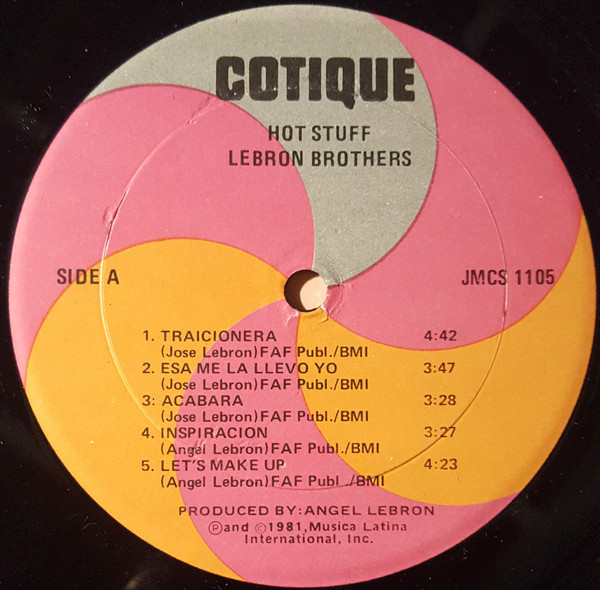 COTIQUE
HOT STUFF
LEBRON BROTHERS
SIDE A
JMCS 1105
1. TRAICIONERA 4:42
(Jose Lebron) FAF Publ./BMI
2. ESA ME LA LLEVO YO 3:47
(Jose Lebron) FAF Publ./BMI
3: ACABARA 3:28
(Jose Lebron) FAF Publ./BMI
4. INSPIRACION 3:27
(Angel Lebron) FAF Publ./BMI
5. LET'S MAKE UP 4:23
(Angel Lebron) FAF Publ./BMI
PRODUCED BY: ANGEL LEBRON
℗and ©1981, Musica Latina
International, Inc.